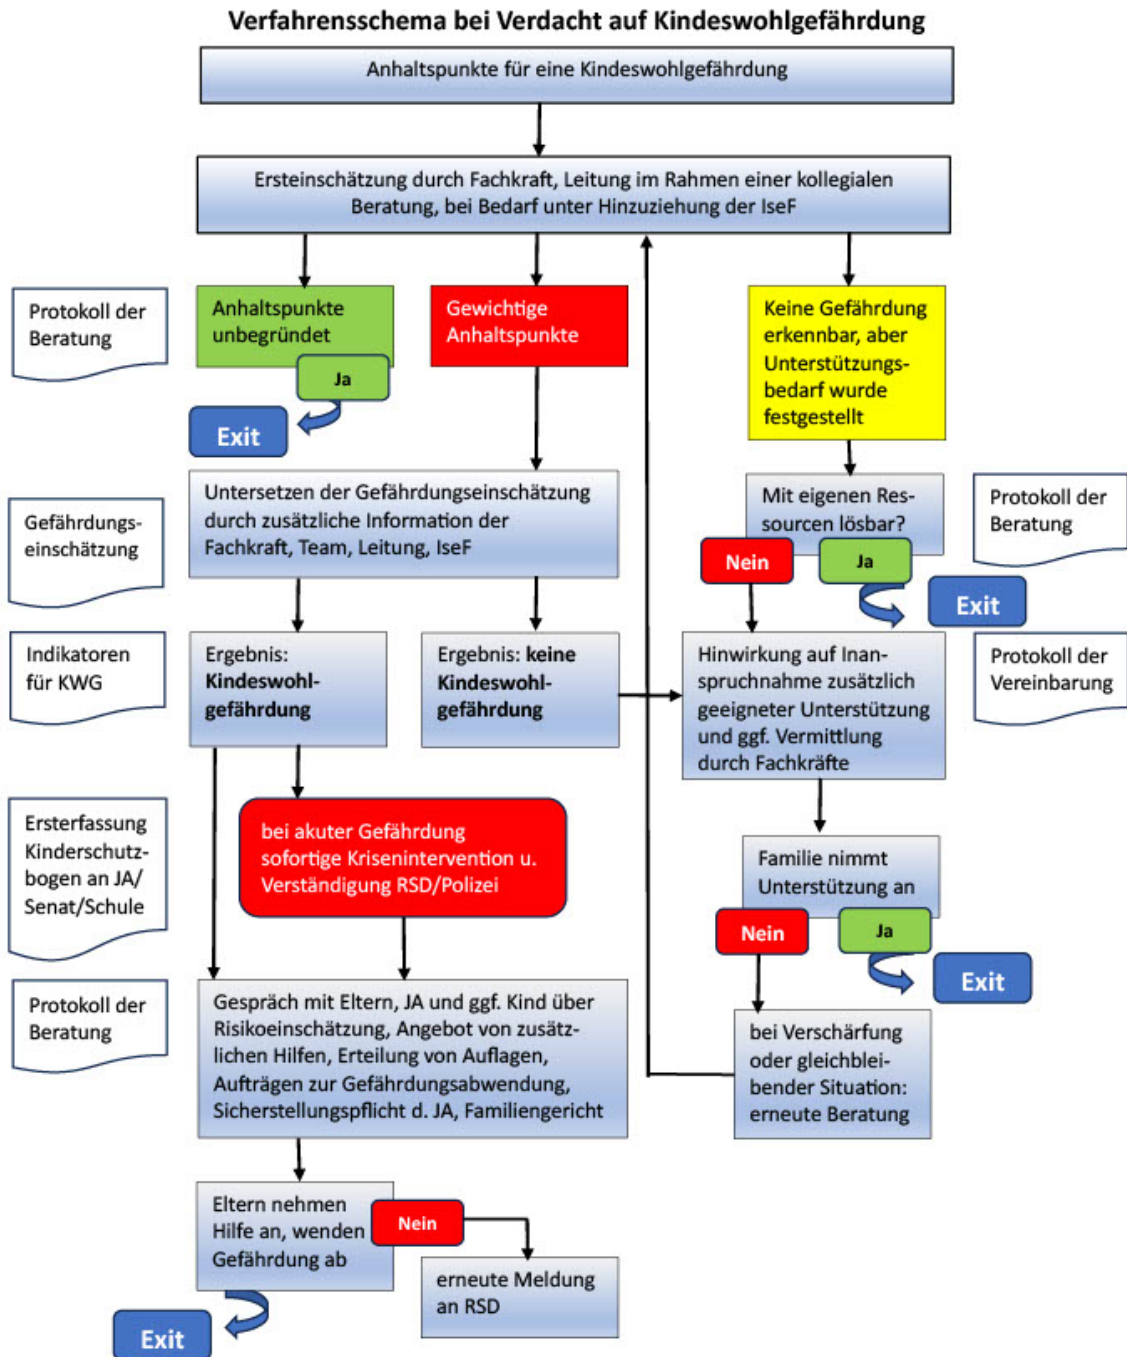 Verfahrensschema bei Verdacht auf Kindeswohlgefährdung
Anhaltspunkte für eine Kindeswohlgefährdung
Ersteinschätzung durch Fachkraft, Leitung im Rahmen einer kollegialen
Beratung, bei Bedarf unter Hinzuziehung der IseF
Protokoll der
Beratung
Anhaltspunkte
unbegründet
Ja
Exit
Gewichtige
Anhaltspunkte
Keine Gefährdung
erkennbar, aber
Unterstützungs-
bedarf wurde
festgestellt
Gefährdungs-
einschätzung
Untersetzen der Gefährdungseinschätzung
durch zusätzliche Information der
Fachkraft, Team, Leitung, IseF
Mit eigenen Res-
sourcen lösbar?
Nein
Ja
Exit
Protokoll der
Beratung
Indikatoren
für KWG
Ergebnis:
Kindeswohl-
gefährdung
Ergebnis: keine
Kindeswohl-
gefährdung
Hinwirkung auf Inan-
spruchnahme zusätzlich
geeigneter Unterstützung
und ggf. Vermittlung
durch Fachkräfte
Protokoll der
Vereinbarung
Ersterfassung
Kinderschutz-
bogen an JA/
Senat/Schule
bei akuter Gefährdung
sofortige Krisenintervention u.
Verständigung RSD/Polizei
Familie nimmt
Unterstützung an
Nein
Ja
Exit
Protokoll der
Beratung
Gespräch mit Eltern, JA und ggf. Kind über
Risikoeinschätzung, Angebot von zusätz-
lichen Hilfen, Erteilung von Auflagen,
Aufträgen zur Gefährdungsabwendung,
Sicherstellungspflicht d. JA, Familiengericht
bei Verschärfung
oder gleichblei-
bender Situation:
erneute Beratung
Eltern nehmen
Hilfe an, wenden
Gefährdung ab
Nein
erneute Meldung
an RSD
Exit